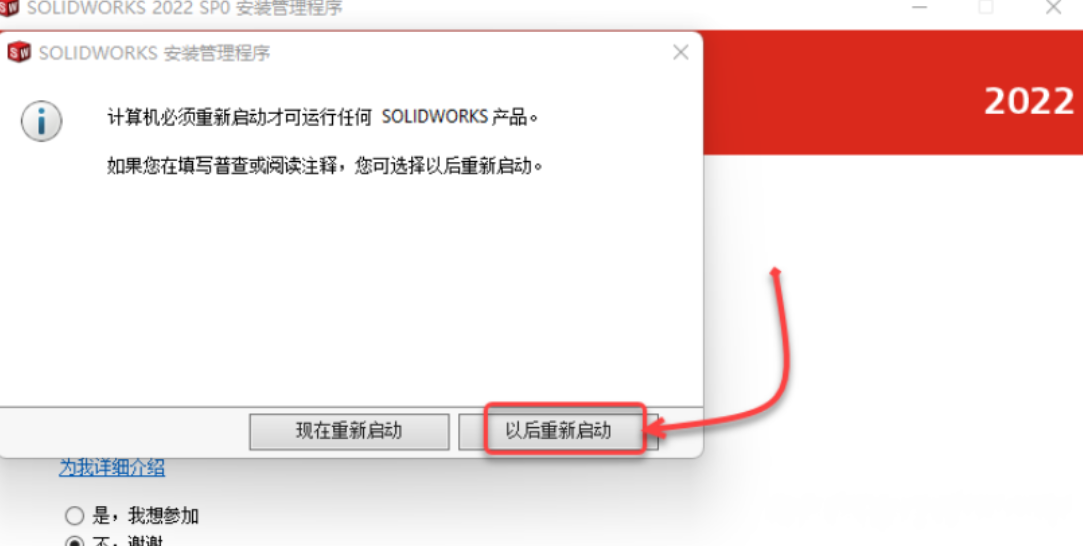 SOLIDWORKS 2022 SP0 安装管理程序
SW SOLIDWORKS 安装管理程序
2022
计算机必须重新启动才可运行任何 SOLIDWORKS 产品。
如果您在填写普查或阅读注释，您可选择以后重新启动。
现在重新启动
以后重新启动
为我详细介绍
是，我想参加
不，谢谢